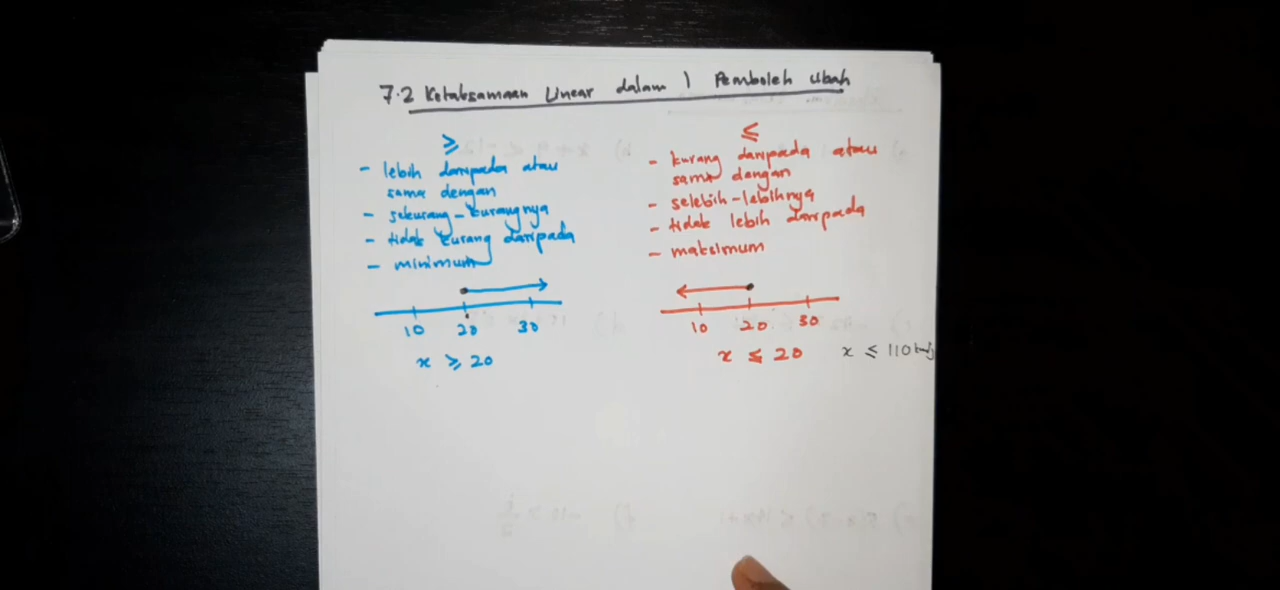 7.2 Ketaksamaan Linear dalam 1 Pemboleh Ubah
≥
- lebih daripada atau
sama dengan
- sekurang-kurangnya
- tidak kurang daripada
- minimum
10 20 30
x ≥ 20
≤
- kurang daripada atau
sama dengan
- selebih-lebihnya
- tidak lebih daripada
- maksimum
10 20 30
x ≤ 20
x ≤ 110